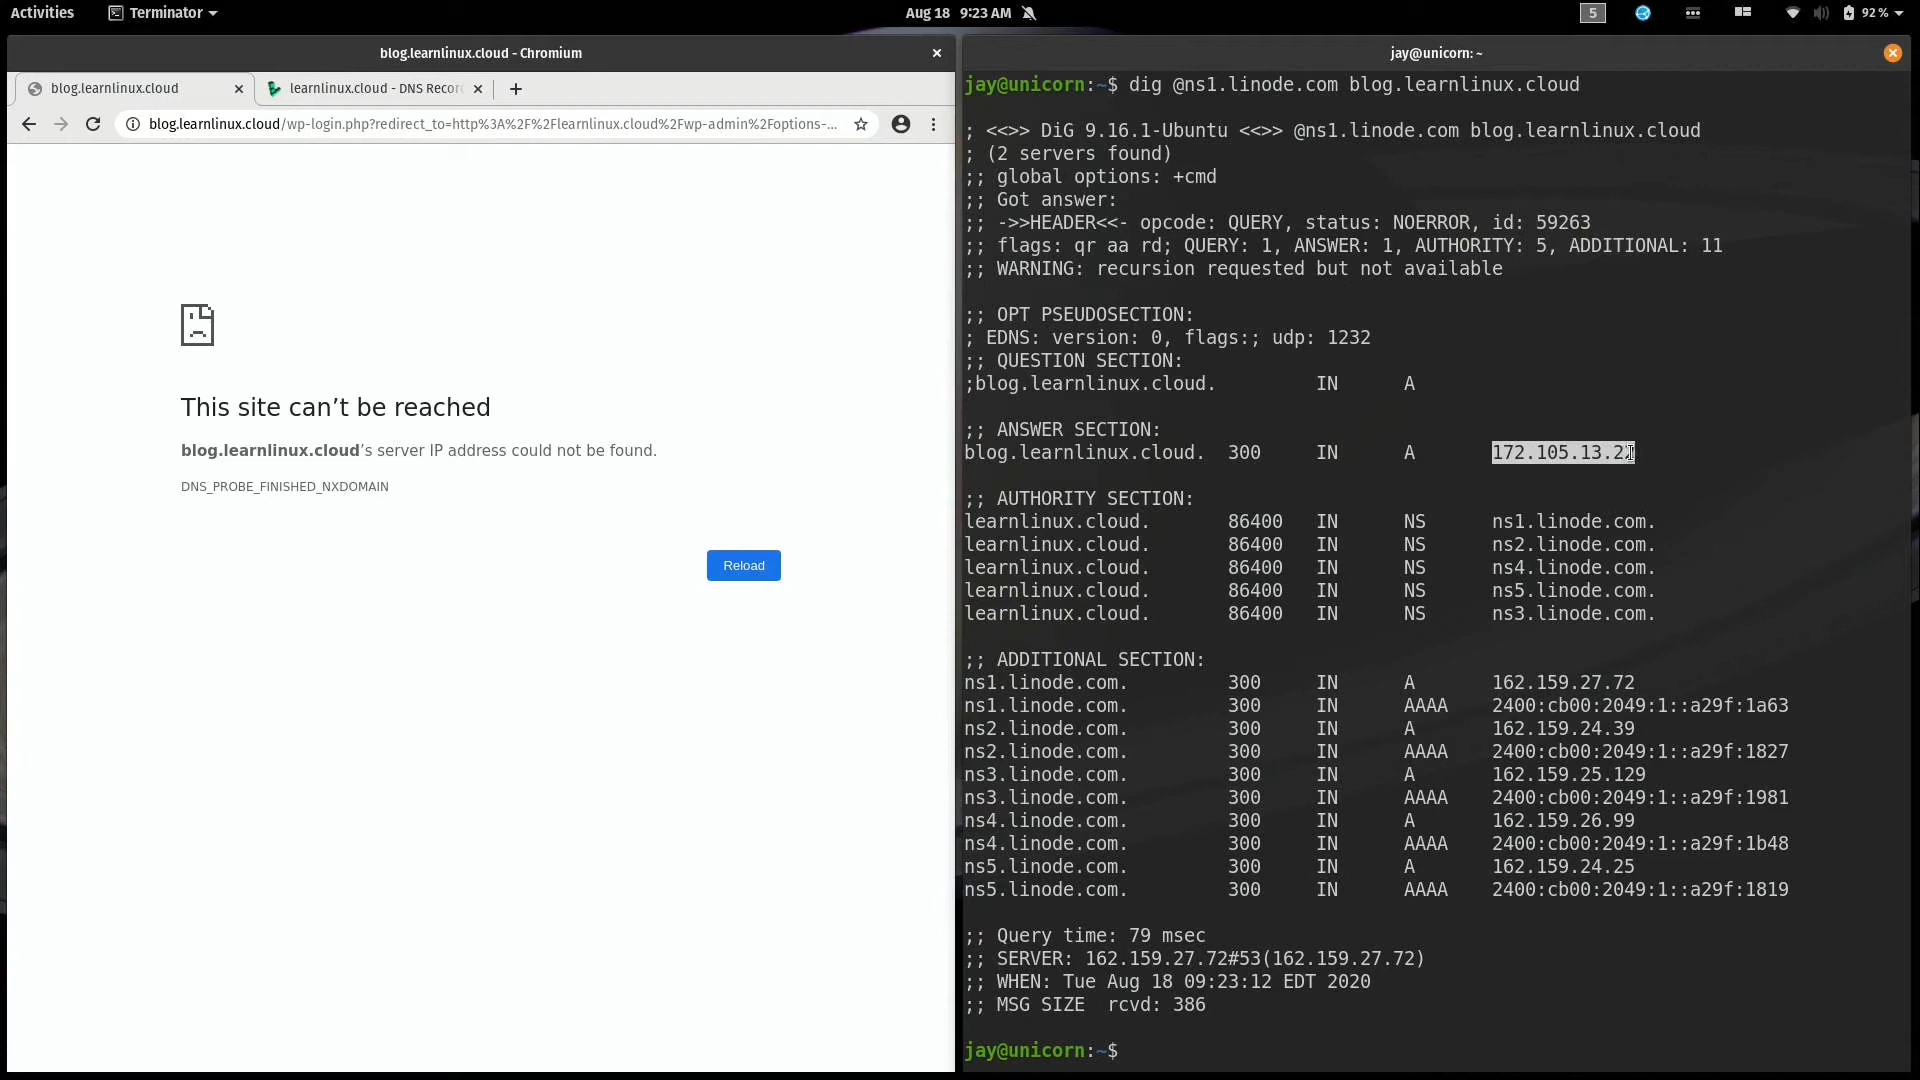 Activities
Terminator
Aug 18 9:23 AM
5
92 %
blog.learnlinux.cloud - Chromium
blog.learnlinux.cloud
learnlinux.cloud - DNS Recor
blog.learnlinux.cloud/wp-login.php?redirect_to=http%3A%2F%2Flearnlinux.cloud%2Fwp-admin%2Foptions-...
This site can’t be reached
blog.learnlinux.cloud’s server IP address could not be found.
DNS_PROBE_FINISHED_NXDOMAIN
Reload
jay@unicorn: ~
jay@unicorn:~$ dig @ns1.linode.com blog.learnlinux.cloud
; <<>> DiG 9.16.1-Ubuntu <<>> @ns1.linode.com blog.learnlinux.cloud
; (2 servers found)
;; global options: +cmd
;; Got answer:
;; ->>HEADER<<- opcode: QUERY, status: NOERROR, id: 59263
;; flags: qr aa rd; QUERY: 1, ANSWER: 1, AUTHORITY: 5, ADDITIONAL: 11
;; WARNING: recursion requested but not available
;; OPT PSEUDOSECTION:
; EDNS: version: 0, flags:; udp: 1232
;; QUESTION SECTION:
;blog.learnlinux.cloud. IN A
;; ANSWER SECTION:
blog.learnlinux.cloud. 300 IN A
;; AUTHORITY SECTION:
learnlinux.cloud. 86400 IN NS ns1.linode.com.
learnlinux.cloud. 86400 IN NS ns2.linode.com.
learnlinux.cloud. 86400 IN NS ns4.linode.com.
learnlinux.cloud. 86400 IN NS ns5.linode.com.
learnlinux.cloud. 86400 IN NS ns3.linode.com.
;; ADDITIONAL SECTION:
ns1.linode.com. 300 IN A 162.159.27.72
ns1.linode.com. 300 IN AAAA 2400:cb00:2049:1::a29f:1a63
ns2.linode.com. 300 IN A 162.159.24.39
ns2.linode.com. 300 IN AAAA 2400:cb00:2049:1::a29f:1827
ns3.linode.com. 300 IN A 162.159.25.129
ns3.linode.com. 300 IN AAAA 2400:cb00:2049:1::a29f:1981
ns4.linode.com. 300 IN A 162.159.26.99
ns4.linode.com. 300 IN AAAA 2400:cb00:2049:1::a29f:1b48
ns5.linode.com. 300 IN A 162.159.24.25
ns5.linode.com. 300 IN AAAA 2400:cb00:2049:1::a29f:1819
;; Query time: 79 msec
;; SERVER: 162.159.27.72#53(162.159.27.72)
;; WHEN: Tue Aug 18 09:23:12 EDT 2020
;; MSG SIZE rcvd: 386
jay@unicorn:~$